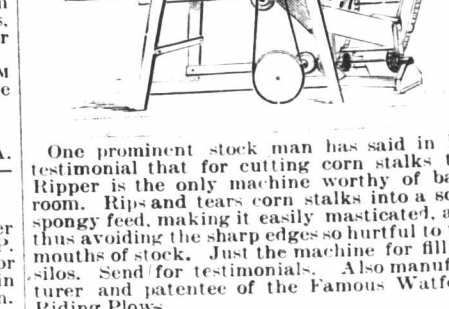 One prominent stock man has said in
testimonial that for cutting corn stalks
Ripper is the only machine worthy of
room. Rips and tears corn stalks into a
spongy feed, making it easily masticated,
thus avoiding the sharp edges so hurtful to
mouths of stock. Just the machine for
silos. Send for testimonials. Also
turer and patentee of the Famous
Riding Plows